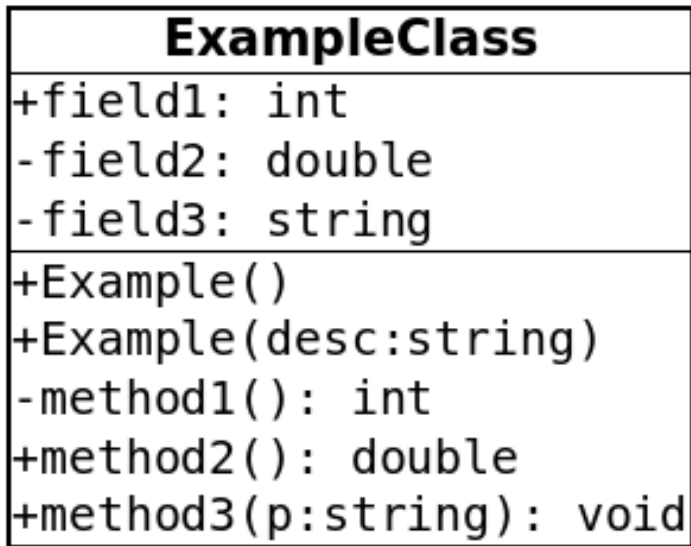 ExampleClass
+field1: int
-field2: double
-field3: string
+Example()
+Example(desc:string)
-method1(): int
+method2(): double
+method3(p:string): void